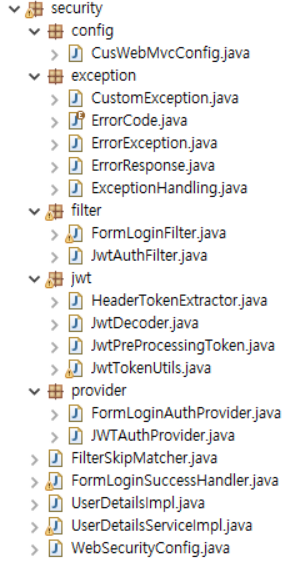 security
config
CusWebMvcConfig.java
exception
CustomException.java
ErrorCode.java
ErrorException.java
ErrorResponse.java
ExceptionHandling.java
filter
FormLoginFilter.java
JwtAuthFilter.java
jwt
HeaderTokenExtractor.java
JwtDecoder.java
JwtPreProcessingToken.java
JwtTokenUtils.java
provider
FormLoginAuthProvider.java
JWTAuthProvider.java
FilterSkipMatcher.java
FormLoginSuccessHandler.java
UserDetailsImpl.java
UserDetailsServiceImpl.java
WebSecurityConfig.java